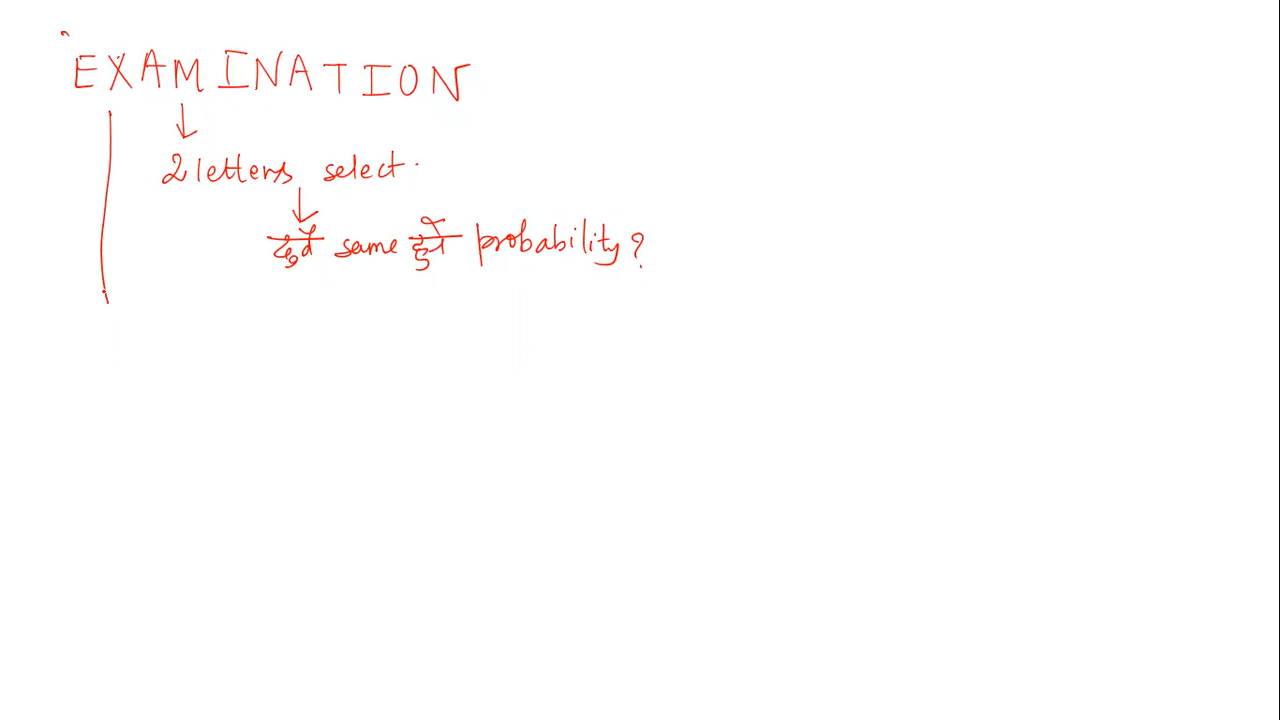 EXAMINATION
2 letters select.
दुवै same हुने probability?